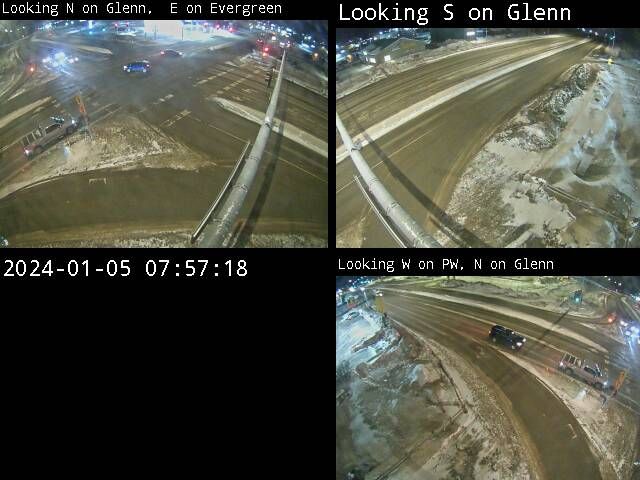 Looking N on Glenn, E on Evergreen
Looking S on Glenn
2024-01-05 07:57:18
Looking W on PW, N on Glenn